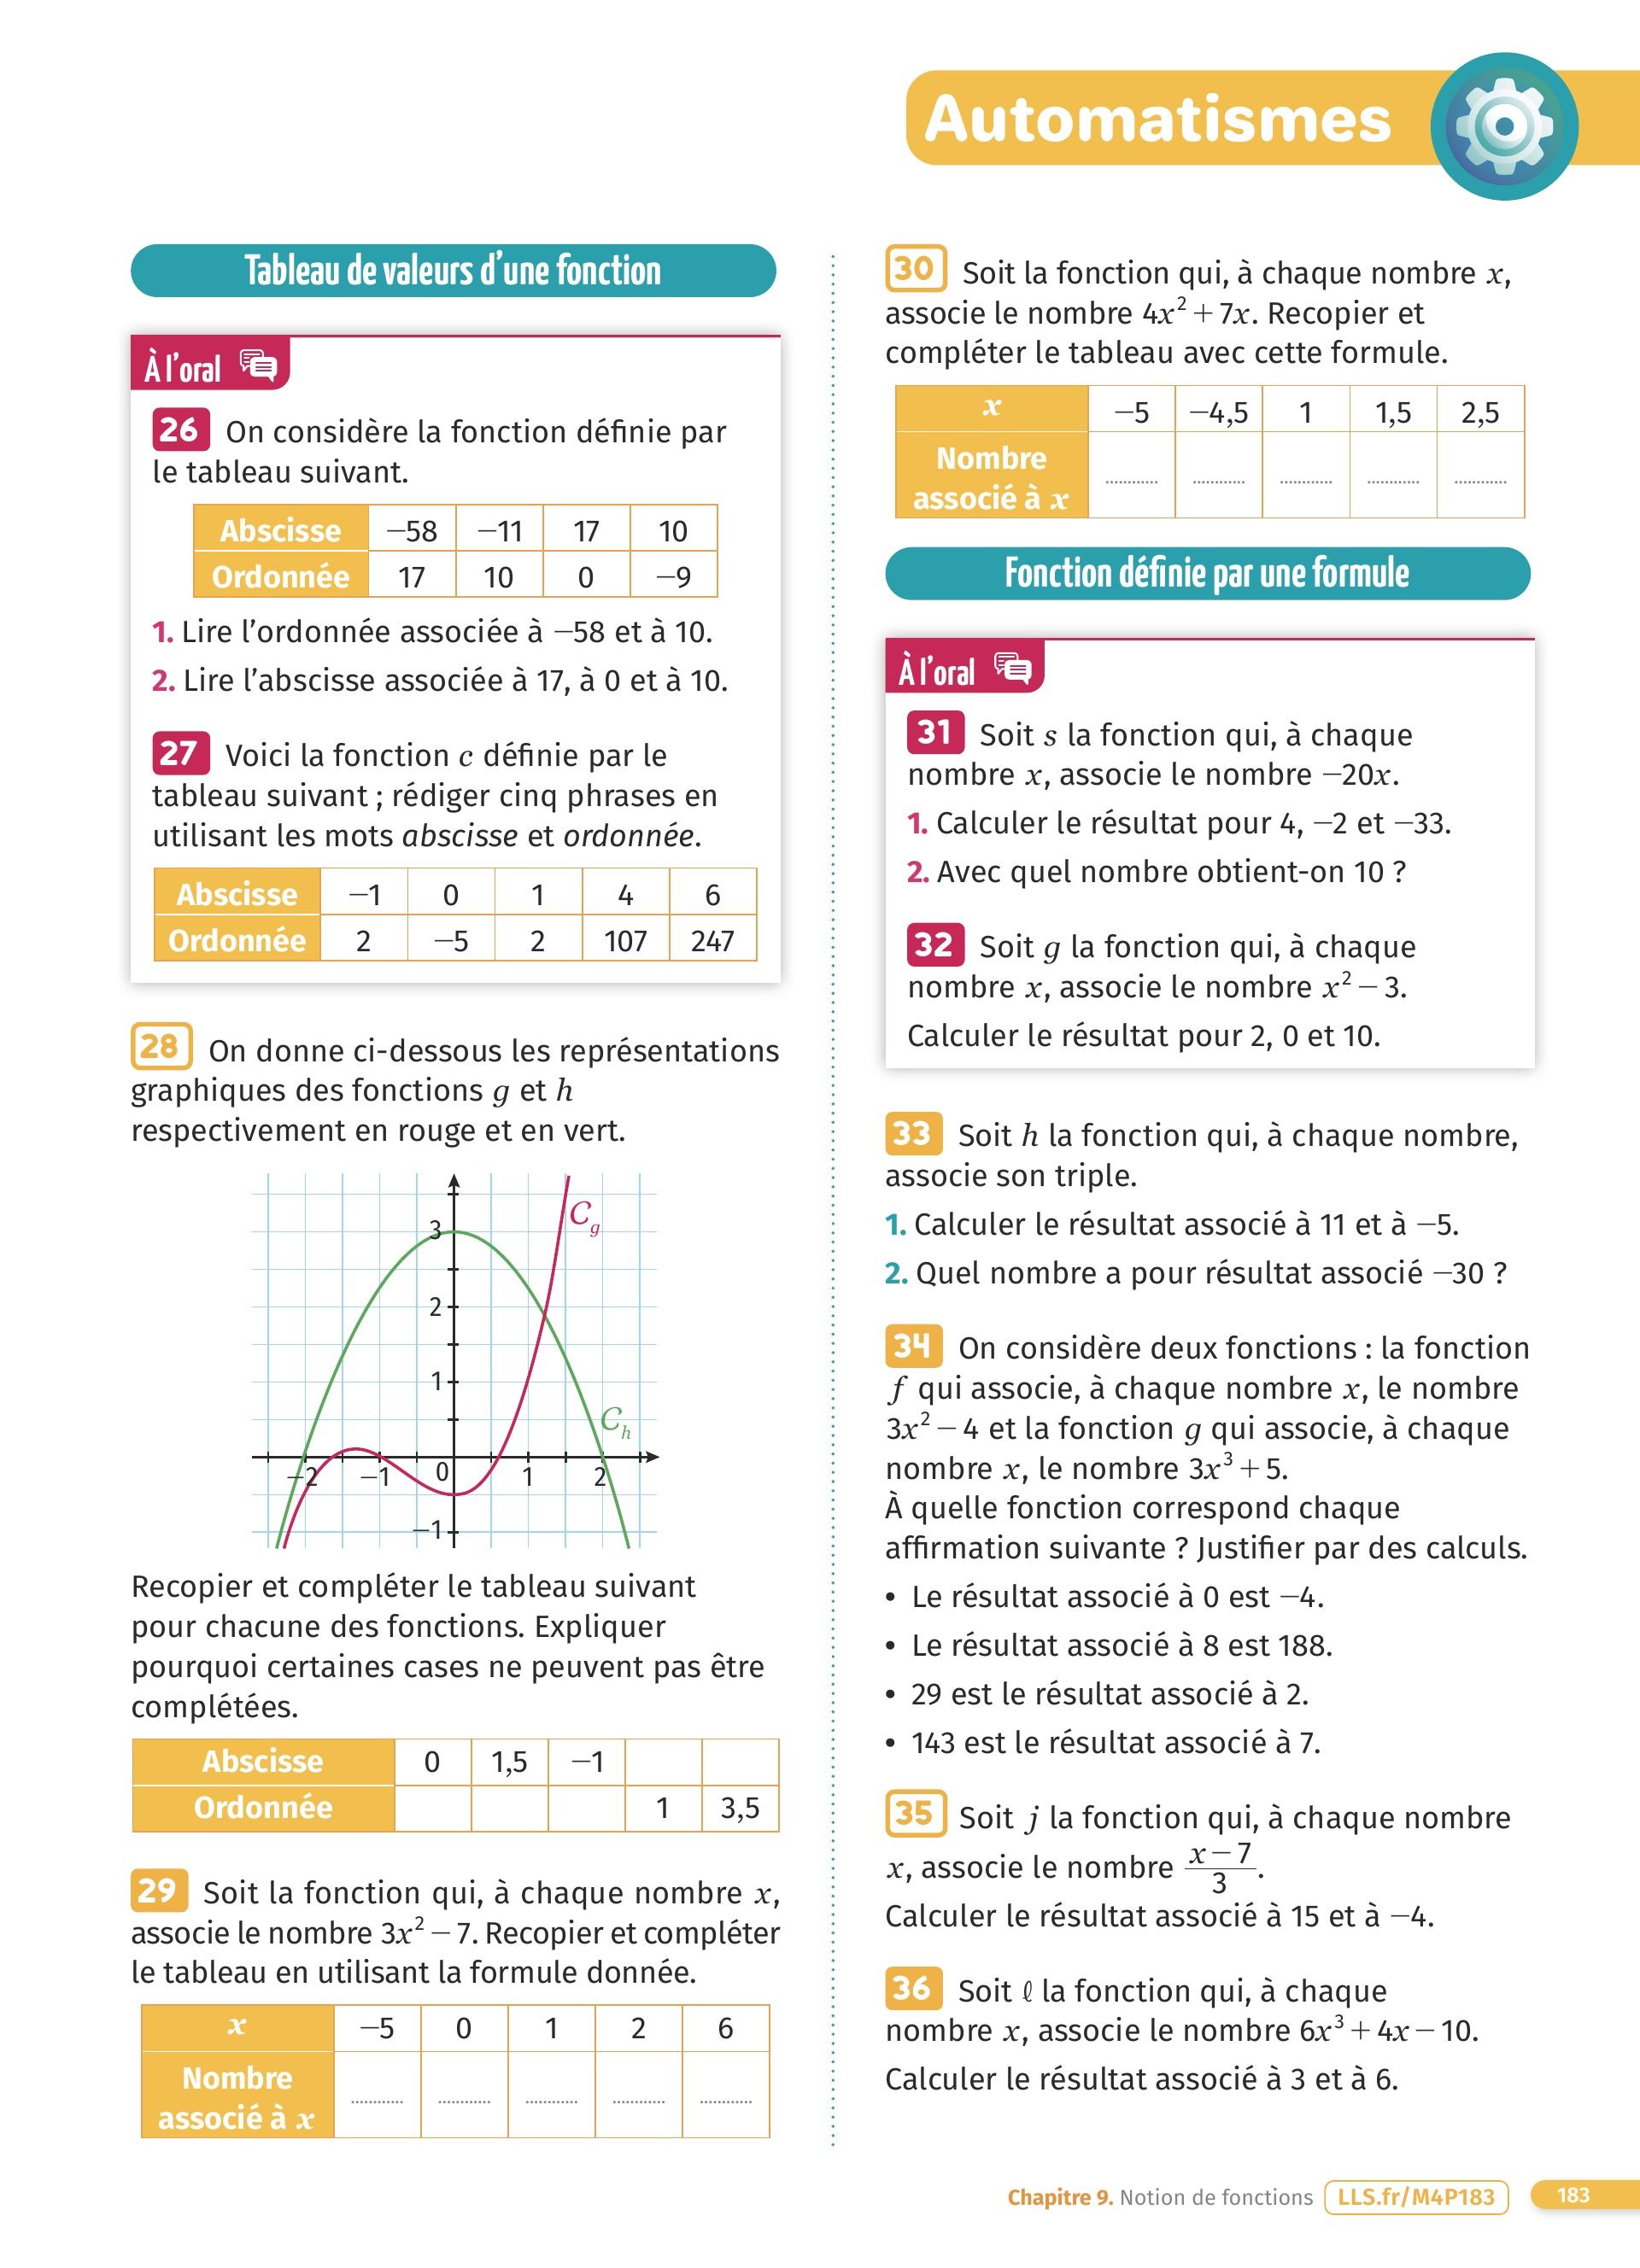 Automatismes
Tableau de valeurs d'une fonction
À l'oral
26 On considère la fonction définie par
le tableau suivant.
Abscisse −58 −11 17 10
Ordonnée 17 10 0 −9
1. Lire l'ordonnée associée à −58 et à 10.
2. Lire l'abscisse associée à 17, à 0 et à 10.
27 Voici la fonction c définie par le
tableau suivant ; rédiger cinq phrases en
utilisant les mots abscisse et ordonnée.
Abscisse −1 0 1 4 6
Ordonnée 2 −5 2 107 247
28 On donne ci-dessous les représentations
graphiques des fonctions g et h
respectivement en rouge et en vert.
C_g
3
2
1
C_h
−2 −1 0 1 2
−1
Recopier et compléter le tableau suivant
pour chacune des fonctions. Expliquer
pourquoi certaines cases ne peuvent pas être
complétées.
Abscisse 0 1,5 −1
Ordonnée 1 3,5
29 Soit la fonction qui, à chaque nombre x,
associe le nombre 3x² − 7. Recopier et compléter
le tableau en utilisant la formule donnée.
x −5 0 1 2 6
Nombre
associé à x ............ ............ ............ ............ ............
30 Soit la fonction qui, à chaque nombre x,
associe le nombre 4x² + 7x. Recopier et
compléter le tableau avec cette formule.
x −5 −4,5 1 1,5 2,5
Nombre
associé à x ............ ............ ............ ............ ............
Fonction définie par une formule
À l'oral
31 Soit s la fonction qui, à chaque
nombre x, associe le nombre −20x.
1. Calculer le résultat pour 4, −2 et −33.
2. Avec quel nombre obtient-on 10 ?
32 Soit g la fonction qui, à chaque
nombre x, associe le nombre x² − 3.
Calculer le résultat pour 2, 0 et 10.
33 Soit h la fonction qui, à chaque nombre,
associe son triple.
1. Calculer le résultat associé à 11 et à −5.
2. Quel nombre a pour résultat associé −30 ?
34 On considère deux fonctions : la fonction
f qui associe, à chaque nombre x, le nombre
3x² − 4 et la fonction g qui associe, à chaque
nombre x, le nombre 3x³ + 5.
À quelle fonction correspond chaque
affirmation suivante ? Justifier par des calculs.
• Le résultat associé à 0 est −4.
• Le résultat associé à 8 est 188.
• 29 est le résultat associé à 2.
• 143 est le résultat associé à 7.
35 Soit j la fonction qui, à chaque nombre
x, associe le nombre (x − 7)/3.
Calculer le résultat associé à 15 et à −4.
36 Soit ℓ la fonction qui, à chaque
nombre x, associe le nombre 6x³ + 4x − 10.
Calculer le résultat associé à 3 et à 6.
Chapitre 9. Notion de fonctions LLS.fr/M4P183 183